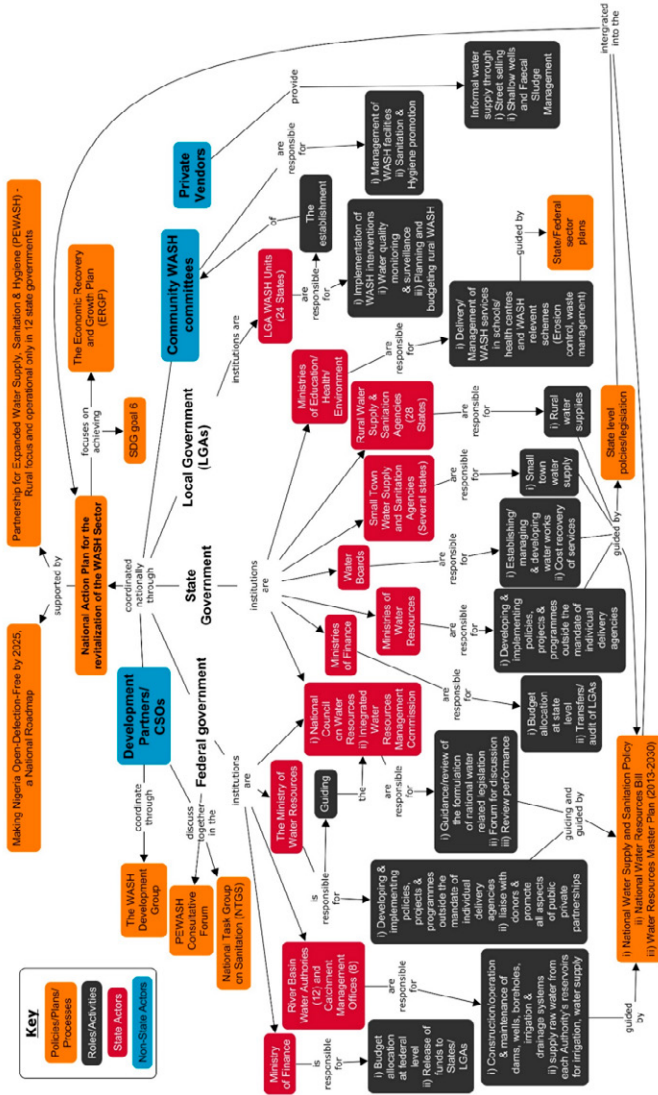 Key
Policies/Plans/
Processes
Roles/Activities
State Actors
Non-State Actors
Making Nigeria Open-Defection-Free by 2025,
a National Roadmap
Partnership for Expanded Water Supply, Sanitation & Hygiene (PEWASH) -
Rural focus and operational only in 12 state governments
supported by
National Action Plan for the
revitalization of the WASH Sector
focuses on
achieving
The Economic Recovery
and Growth Plan
(ERGP)
SDG goal 6
coordinated
nationally
through
The WASH
Development
Group
coordinate
through
Development
Partners/
CSOs
PEWASH
Consultative
Forum
discuss
together
in the
National Task Group
on Sanitation (NTGS)
Federal government
State
Government
Local Government
(LGAs)
Community WASH
committees
Private
Vendors
institutions
are
institutions
are
institutions are
are
responsible
for
provide
Ministry
of Finance
is
responsible
for
i) Budget
allocation
at federal
level
ii) Release of
funds to
States/
LGAs
River Basin
Water Authorities
(12) and Catchment
Management
Offices (8)
are
responsible
for
i) Construction/operation
& maintenance of
dams, wells, boreholes,
irrigation &
drainage systems
ii) supply raw water from
each Authority's reservoirs
for irrigation, water supply
guided
by
The Ministry of
Water Resources
is
responsible
for
Guiding
the
i) Developing &
implementing
policies,
projects &
programmes
outside the
mandate of
individual
delivery
agencies
ii) liaise with
donors &
promote
all aspects
of public
private
partnerships
i) National
Council
on Water
Resources
ii) Integrated
Water
Resources
Management
Commission
are
responsible
for
i) Guidance/review of
the formulation
of national water
related legislation
ii) Forum for discussion
iii) Review performance
guiding and
guided by
Ministries
of Finance
are
responsible
for
i) Budget
allocation
at state
level
ii) Transfers/
audit of LGAs
Ministries
of Water
Resources
are
responsible
for
i) Developing &
implementing
policies,
projects &
programmes
outside the
mandate of
individual
delivery
agencies
Water
Boards
are
responsible
for
i) Establishing/
managing
& developing
water works
ii) Cost recovery
of services
Small Town
Water Supply
and Sanitation
Agencies
(Several states)
are
responsible
for
i) Small
town
water
supply
Rural Water
Supply &
Sanitation
Agencies
(28
States)
are
responsible
for
i) Rural
water
supplies
guided by
State level
policies/legislation
Ministries
of Education/
Health/
Environment
are
responsible
for
i) Delivery/
Management of
WASH services
in schools/
health centres
and WASH
relevent
schemes
(Erosion
control, waste
management)
guided
by
State/Federal
sector
plans
LGA WASH Units
(24 States)
are
responsible
for
The
establishment
of
i) Implementation of
WASH interventions
ii) Water quality
monitoring
& surveillance
iii) Planning and
budgeting rural WASH
i) Management of/
WASH facilities
ii) Sanitation &
Hygiene promotion
Informal water
supply through
i) Street selling
ii) Shallow wells
and Faecal
Sludge
Management
intergrated
into the
i) National Water Supply and Sanitation Policy
ii) National Water Resources Bill
iii) Water Resources Master Plan (2013-2030)